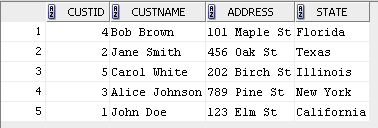 CUSTID CUSTNAME ADDRESS STATE
1 4 Bob Brown 101 Maple St Florida
2 2 Jane Smith 456 Oak St Texas
3 5 Carol White 202 Birch St Illinois
4 3 Alice Johnson 789 Pine St New York
5 1 John Doe 123 Elm St California